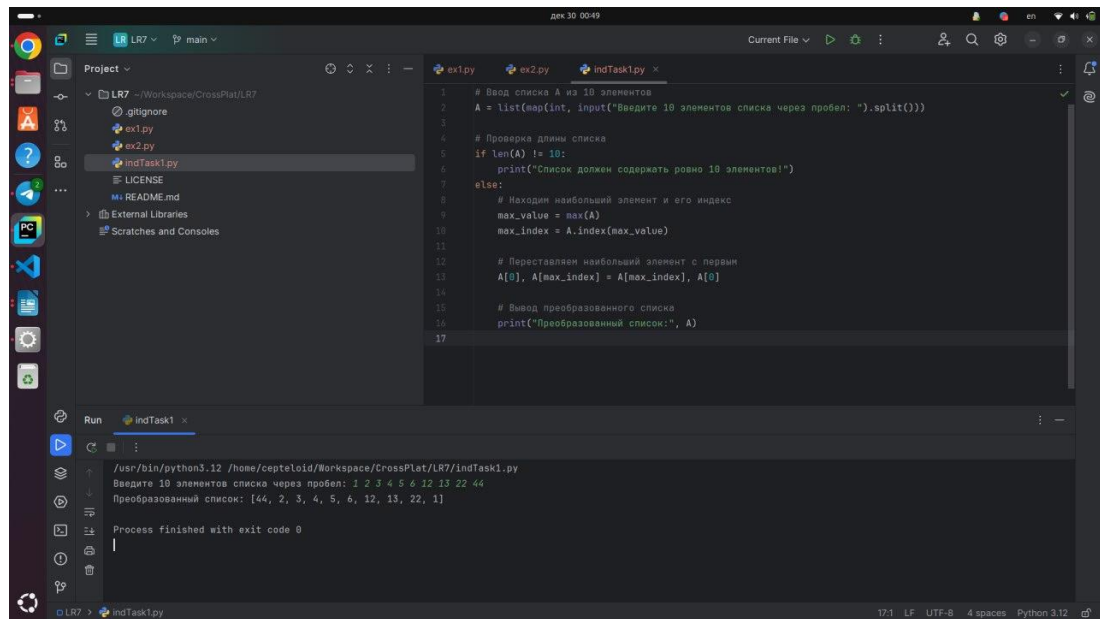 дек 30 00:49
en
LR LR7 main
Current File
Project
ex1.py ex2.py indTask1.py
LR7 ~/Workspace/CrossPlat/LR7
.gitignore
ex1.py
ex2.py
indTask1.py
LICENSE
M↓ README.md
External Libraries
Scratches and Consoles
2
PC
1 # Ввод списка A из 10 элементов
2 A = list(map(int, input("Введите 10 элементов списка через пробел: ").split()))
3
4 # Проверка длины списка
5 if len(A) != 10:
6 print("Список должен содержать ровно 10 элементов!")
7 else:
8 # Находим наибольший элемент и его индекс
9 max_value = max(A)
10 max_index = A.index(max_value)
11
12 # Переставляем наибольший элемент с первым
13 A[0], A[max_index] = A[max_index], A[0]
14
15 # Вывод преобразованного списка
16 print("Преобразованный список:", A)
17
Run indTask1
/usr/bin/python3.12 /home/cepteloid/Workspace/CrossPlat/LR7/indTask1.py
Введите 10 элементов списка через пробел: 1 2 3 4 5 6 12 13 22 44
Преобразованный список: [44, 2, 3, 4, 5, 6, 12, 13, 22, 1]
Process finished with exit code 0
LR7 > indTask1.py
17:1 LF UTF-8 4 spaces Python 3.12